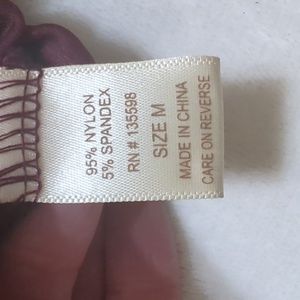 95% NYLON
5% SPANDEX
RN # 135598
SIZE M
MADE IN CHINA
CARE ON REVERSE